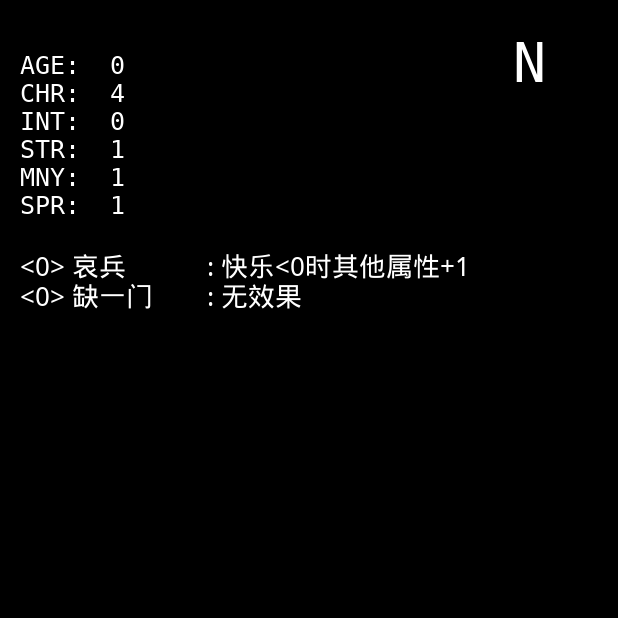 N
AGE: 0
CHR: 4
INT: 0
STR: 1
MNY: 1
SPR: 1
<0> 哀兵 : 快乐<0时其他属性+1
<0> 缺一门 : 无效果